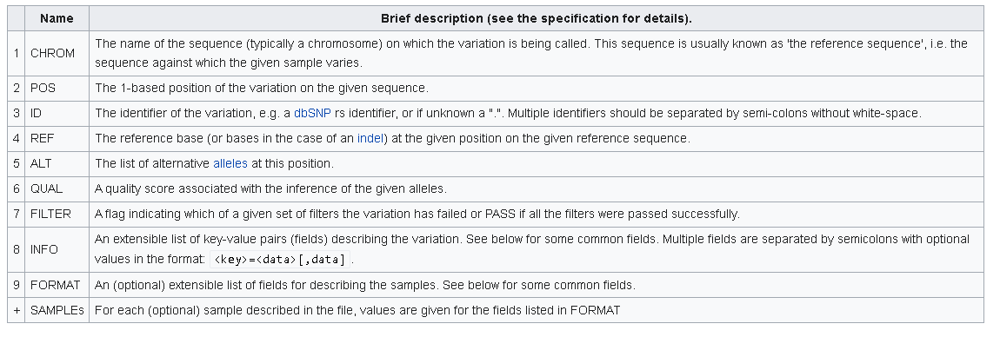 Name Brief description (see the specification for details).
1 CHROM The name of the sequence (typically a chromosome) on which the variation is being called. This sequence is usually known as 'the reference sequence', i.e. the
sequence against which the given sample varies.
2 POS The 1-based position of the variation on the given sequence.
3 ID The identifier of the variation, e.g. a dbSNP rs identifier, or if unknown a ".". Multiple identifiers should be separated by semi-colons without white-space.
4 REF The reference base (or bases in the case of an indel) at the given position on the given reference sequence.
5 ALT The list of alternative alleles at this position.
6 QUAL A quality score associated with the inference of the given alleles.
7 FILTER A flag indicating which of a given set of filters the variation has failed or PASS if all the filters were passed successfully.
8 INFO An extensible list of key-value pairs (fields) describing the variation. See below for some common fields. Multiple fields are separated by semicolons with optional
values in the format: <key>=<data>[,data].
9 FORMAT An (optional) extensible list of fields for describing the samples. See below for some common fields.
+ SAMPLEs For each (optional) sample described in the file, values are given for the fields listed in FORMAT